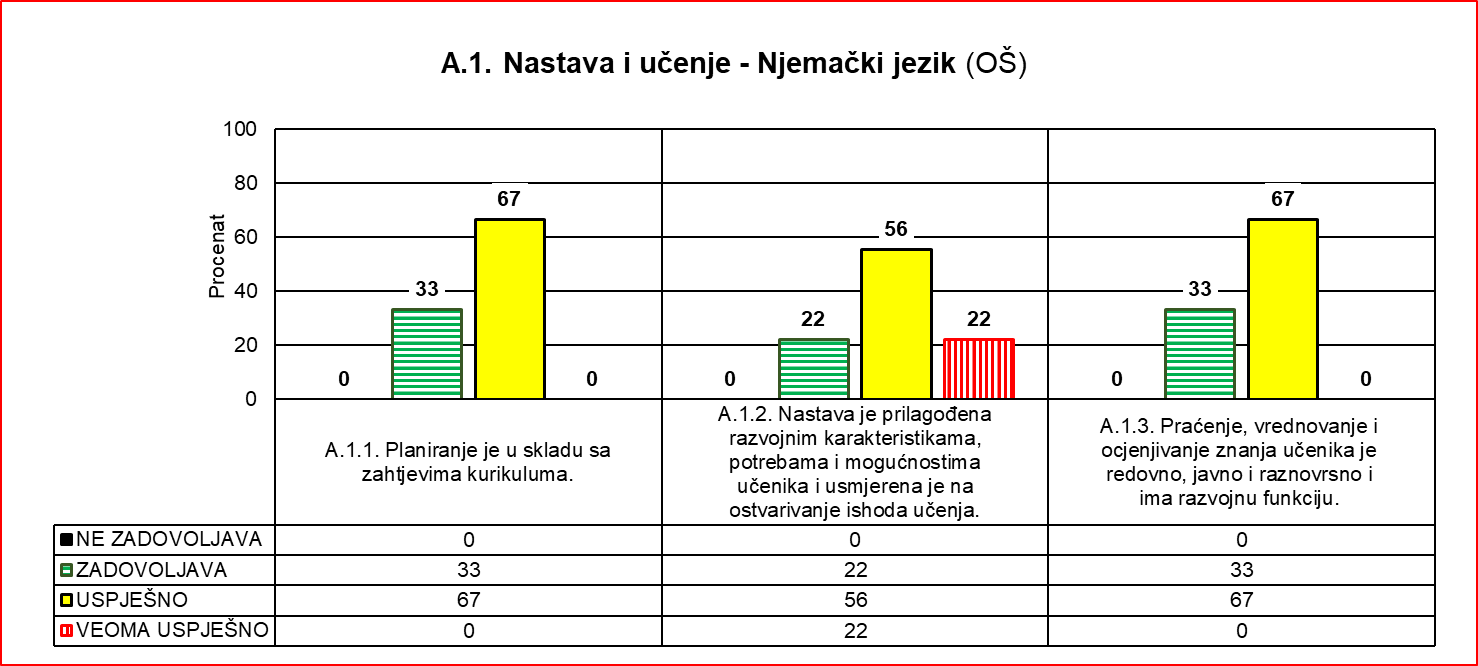 A.1. Nastava i učenje - Njemački jezik (OŠ)
Procenat
100
80
60
40
20
0
0
33
67
0
0
22
56
22
0
33
67
0
A.1.1. Planiranje je u skladu sa
zahtjevima kurikuluma.
A.1.2. Nastava je prilagođena
razvojnim karakteristikama,
potrebama i mogućnostima
učenika i usmjerena je na
ostvarivanje ishoda učenja.
A.1.3. Praćenje, vrednovanje i
ocjenjivanje znanja učenika je
redovno, javno i raznovrsno i
ima razvojnu funkciju.
NE ZADOVOLJAVA 0 0 0
ZADOVOLJAVA 33 22 33
USPJEŠNO 67 56 67
VEOMA USPJEŠNO 0 22 0